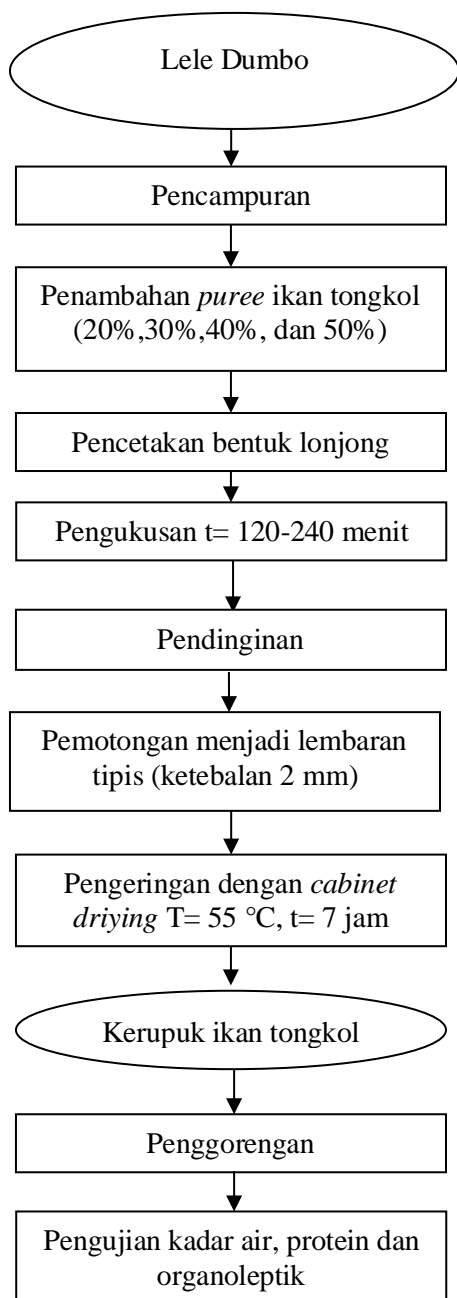 Lele Dumbo
Pencampuran
Penambahan puree ikan tongkol
(20%,30%,40%, dan 50%)
Pencetakan bentuk lonjong
Pengukusan t= 120-240 menit
Pendinginan
Pemotongan menjadi lembaran
tipis (ketebalan 2 mm)
Pengeringan dengan cabinet
driying T= 55 °C, t= 7 jam
Kerupuk ikan tongkol
Penggorengan
Pengujian kadar air, protein dan
organoleptik